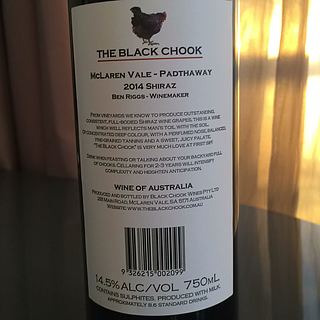 THE BLACK CHOOK
McLAREN VALE - PADTHAWAY
2014 SHIRAZ
BEN RIGGS - WINEMAKER
FROM VINEYARDS WE KNOW TO PRODUCE OUTSTANDING,
CONSISTENT, FULL-BODIED SHIRAZ WINE GRAPES, THIS IS A WINE
WHICH WELL REFLECTS MAN'S TOIL WITH THE SOIL.
OF CONCENTRATED DEEP COLOUR, WITH A PERFUMED NOSE, BALANCED,
FINE-GRAINED TANNINS AND A SWEET, JUICY PALATE.
"THE BLACK CHOOK" IS VERY MUCH LOVE AT FIRST SIP!
DRINK WHEN FEASTING OR TALKING ABOUT YOUR BACKYARD FULL
OF CHOOKS. CELLARING FOR 2-3 YEARS WILL INTENSIFY
COMPLEXITY AND HEIGHTEN ANTICIPATION.
WINE OF AUSTRALIA
PRODUCED AND BOTTLED BY BLACK CHOOK WINES PTY LTD
MAIN ROAD, McLAREN VALE, SA 5171 AUSTRALIA
WEBSITE: WWW.THEBLACKCHOOK.COM.AU
9 326215 002099
14.5% ALC/VOL 750ML
CONTAINS SULPHITES. PRODUCED WITH MILK.
APPROX. 8.6 STANDARD DRINKS.